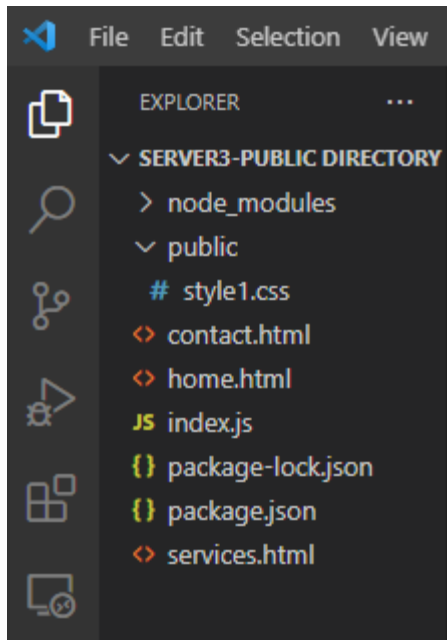 File Edit Selection View
EXPLORER ...
SERVER3-PUBLIC DIRECTORY
node_modules
public
# style1.css
<> contact.html
<> home.html
JS index.js
{} package-lock.json
{} package.json
<> services.html